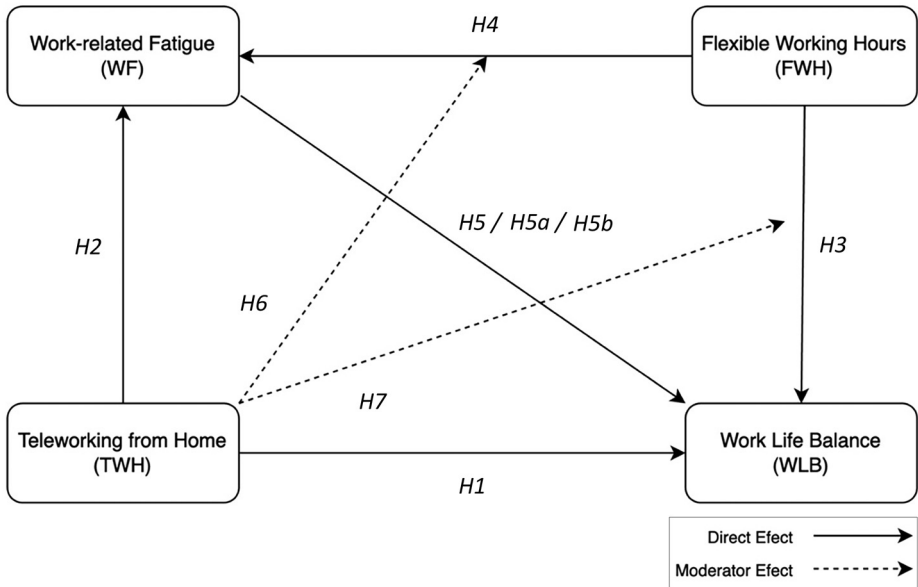 Work-related Fatigue
(WF)
H4
Flexible Working Hours
(FWH)
H5 / H5a / H5b
H2
H3
H6
H7
Teleworking from Home
(TWH)
Work Life Balance
(WLB)
H1
Direct Efect
Moderator Efect